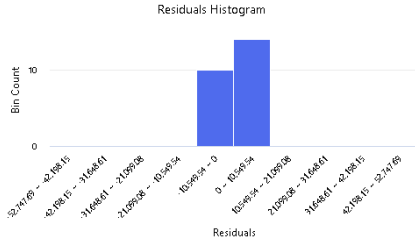 Residuals Histogram
Bin Count
10
0
-52,747.69 ~ -42,198.15
-42,198.15 ~ -31,648.61
-31,648.61 ~ -21,099.08
-21,099.08 ~ -10,549.54
-10,549.54 ~ 0
0 ~ 10,549.54
10,549.54 ~ 21,099.08
21,099.08 ~ 31,648.61
31,648.61 ~ 42,198.15
42,198.15 ~ 52,747.69
Residuals